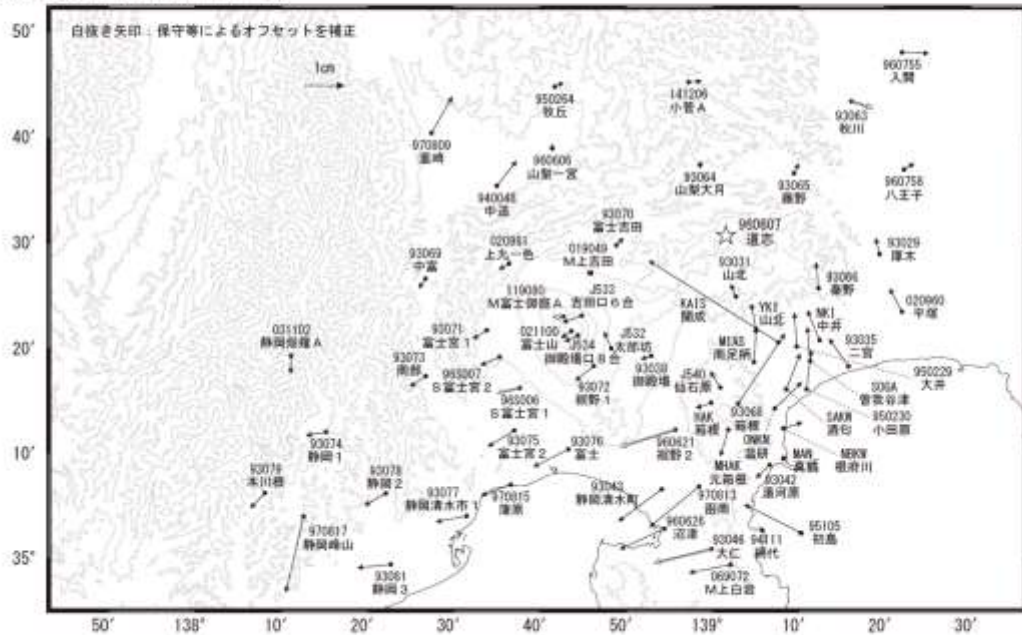 白抜き矢印：保守等によるオフセットを補正
1cm
50′
40′
30′
20′
10′
35°
50′
138°
10′
20′
30′
40′
50′
139°
10′
20′
30′
960755
入間
950264
牧丘
141206
小菅A
93063
秋川
970809
韮崎
960606
山梨一宮
93064
山梨大月
93065
藤野
960758
八王子
940048
中道
93070
富士吉田
960607
道志
93029
厚木
93069
中富
020981
上九一色
019049
M上吉田
93031
山北
93066
秦野
119080
M富士御庭A
J533
吉田口6合
KAIS
開成
YKI
山北
NKI
中井
020960
平塚
031102
93071
富士宮1
021100
富士山
J534
御殿場口8合
J532
太郎坊
MINS
南足柄
93035
二宮
93073
南部
96S007
S富士宮2
93038
御殿場
J540
仙石原
950229
大井
96S006
S富士宮1
93072
裾野1
SOGA
曽我谷津
HAK
箱根
93068
箱根
SAKW
酒匂
950230
小田原
93074
静岡1
93075
富士宮2
93076
富士
960621
裾野2
ONKN
温研
MAN
真鶴
NBKW
根府川
93079
本川根
93078
静岡2
MHAK
元箱根
93042
湯河原
93077
静岡清水市1
970815
蒲原
93043
静岡清水町
970813
函南
970817
静岡峰山
960626
沼津
95105
初島
93081
静岡3
93046
大仁
94111
網代
069072
M上白岩